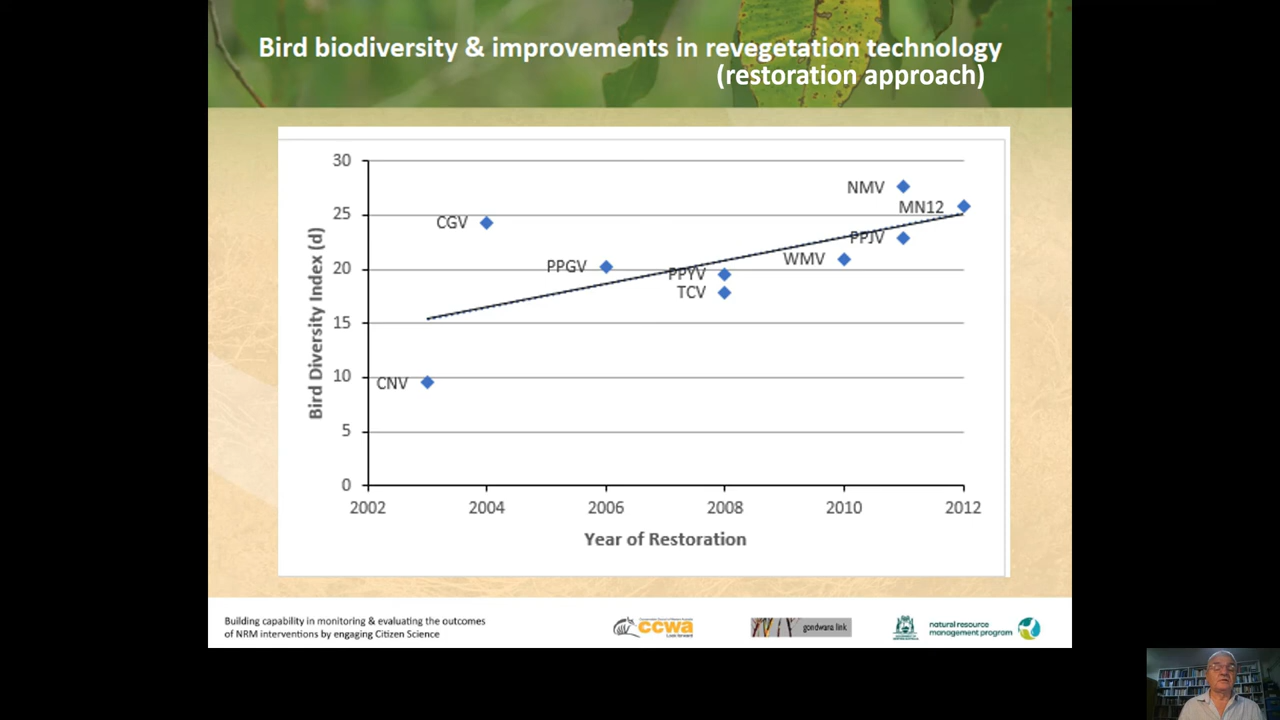 Bird biodiversity & improvements in revegetation technology
(restoration approach)
30
25
20
15
10
5
0
Bird Diversity Index (d)
NMV
MN12
CGV
PPJV
WMV
PPGV
PPYV
TCV
CNV
2002 2004 2006 2008 2010 2012
Year of Restoration
Building capability in monitoring & evaluating the outcomes
of NRM interventions by engaging Citizen Science
ccwa
gondwana link
natural resource
management program